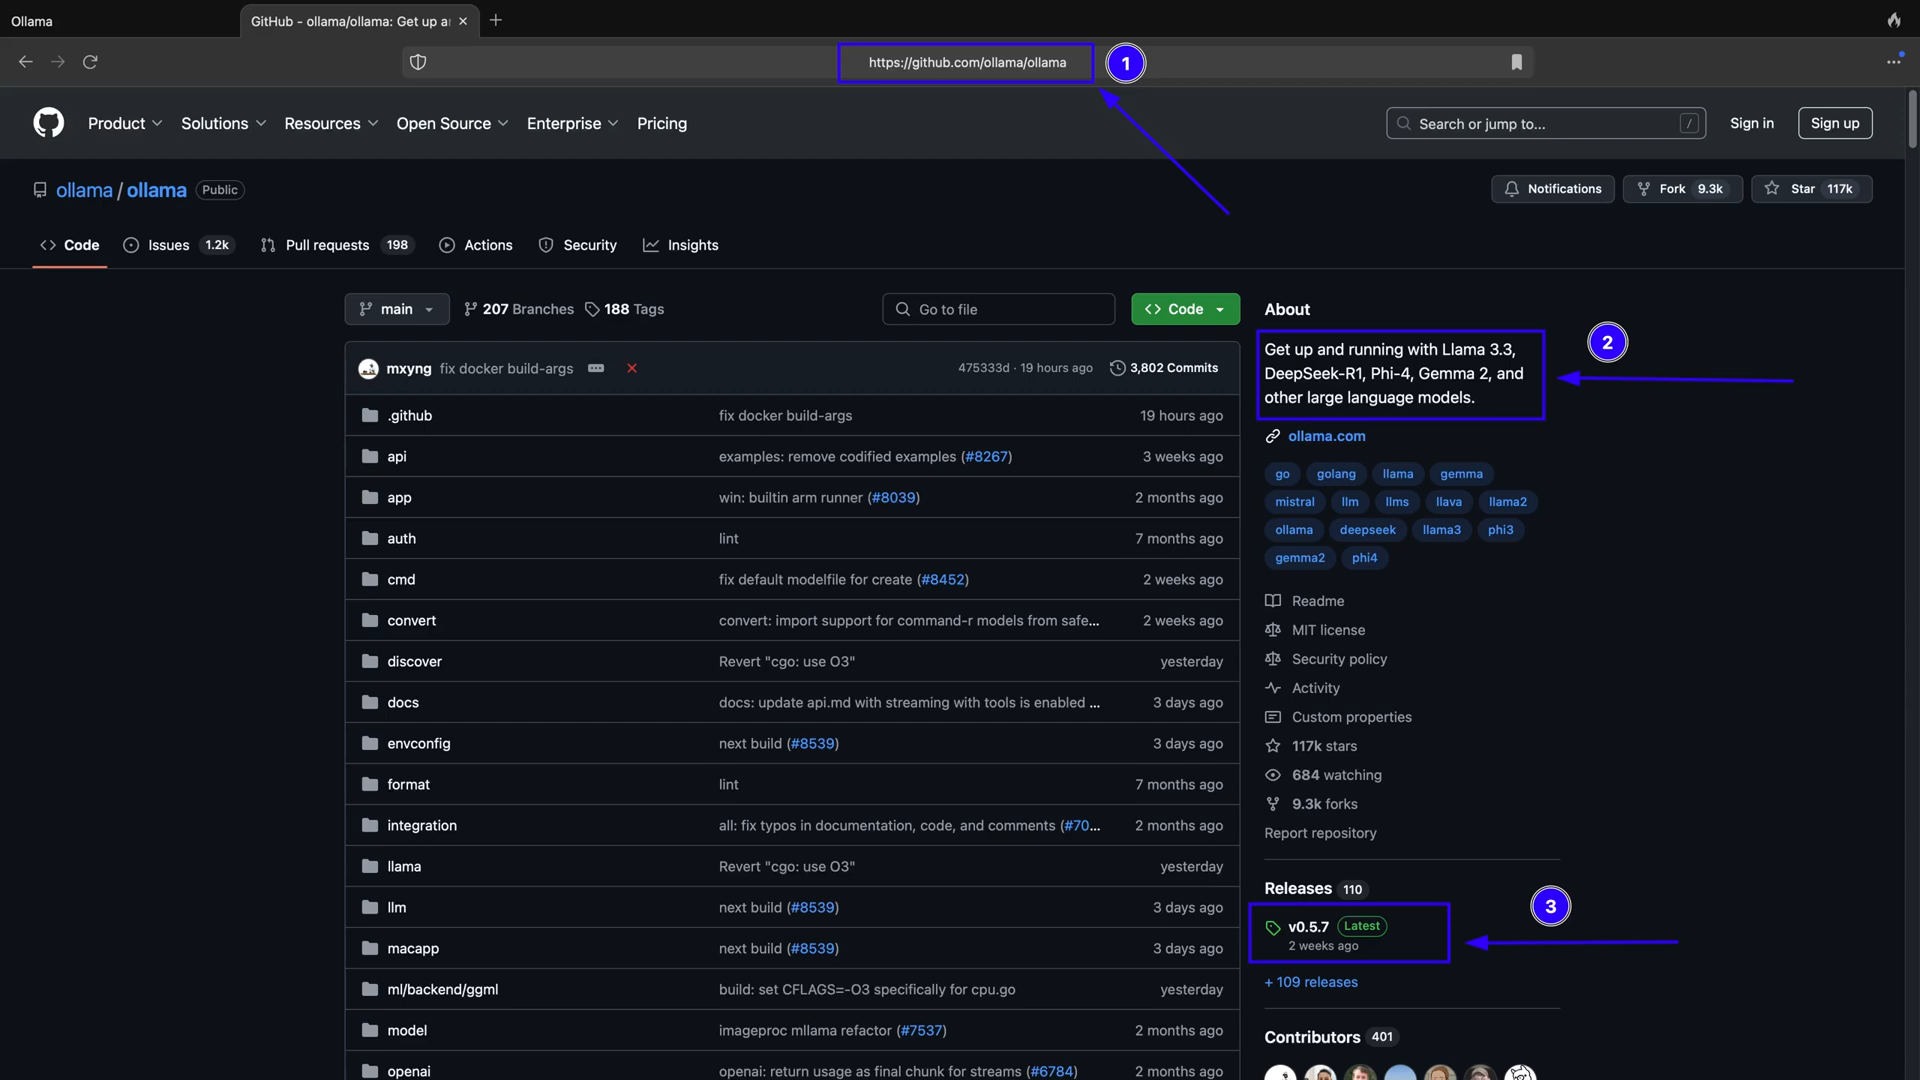 Ollama
GitHub - ollama/ollama: Get up a
https://github.com/ollama/ollama
1
Product
Solutions
Resources
Open Source
Enterprise
Pricing
Search or jump to...
/
Sign in
Sign up
ollama / ollama Public
Notifications
Fork 9.3k
Star 117k
Code
Issues 1.2k
Pull requests 198
Actions
Security
Insights
main
207 Branches
188 Tags
Go to file
Code
mxyng fix docker build-args
475333d · 19 hours ago
3,802 Commits
.github fix docker build-args 19 hours ago
api examples: remove codified examples (#8267) 3 weeks ago
app win: builtin arm runner (#8039) 2 months ago
auth lint 7 months ago
cmd fix default modelfile for create (#8452) 2 weeks ago
convert convert: import support for command-r models from safe... 2 weeks ago
discover Revert "cgo: use O3" yesterday
docs docs: update api.md with streaming with tools is enabled ... 3 days ago
envconfig next build (#8539) 3 days ago
format lint 7 months ago
integration all: fix typos in documentation, code, and comments (#70... 2 months ago
llama Revert "cgo: use O3" yesterday
llm next build (#8539) 3 days ago
macapp next build (#8539) 3 days ago
ml/backend/ggml build: set CFLAGS=-O3 specifically for cpu.go yesterday
model imageproc mllama refactor (#7537) 2 months ago
openai openai: return usage as final chunk for streams (#6784) 2 months ago
About
Get up and running with Llama 3.3,
DeepSeek-R1, Phi-4, Gemma 2, and
other large language models.
2
ollama.com
go golang llama gemma
mistral llm llms llava llama2
ollama deepseek llama3 phi3
gemma2 phi4
Readme
MIT license
Security policy
Activity
Custom properties
117k stars
684 watching
9.3k forks
Report repository
Releases 110
3
v0.5.7 Latest
2 weeks ago
+ 109 releases
Contributors 401